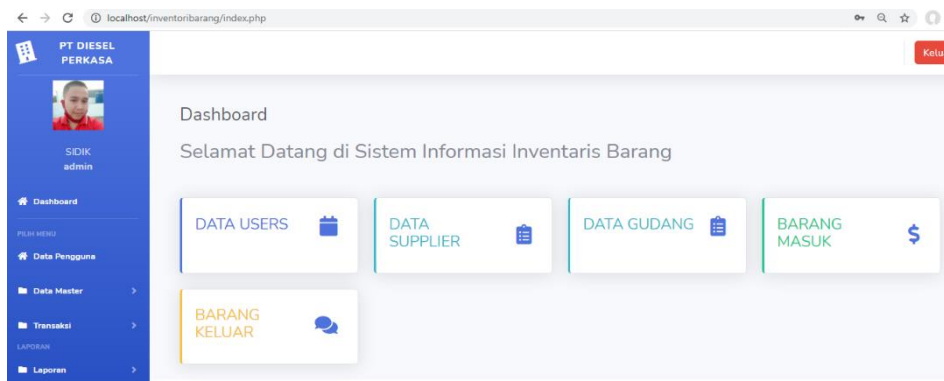 localhost/inventoribarang/index.php
PT DIESEL
PERKASA
Kelu
SIDIK
admin
Dashboard
PILIH MENU
Data Pengguna
Data Master
Transaksi
LAPORAN
Laporan
Dashboard
Selamat Datang di Sistem Informasi Inventaris Barang
DATA USERS
DATA
SUPPLIER
DATA GUDANG
BARANG
MASUK
BARANG
KELUAR